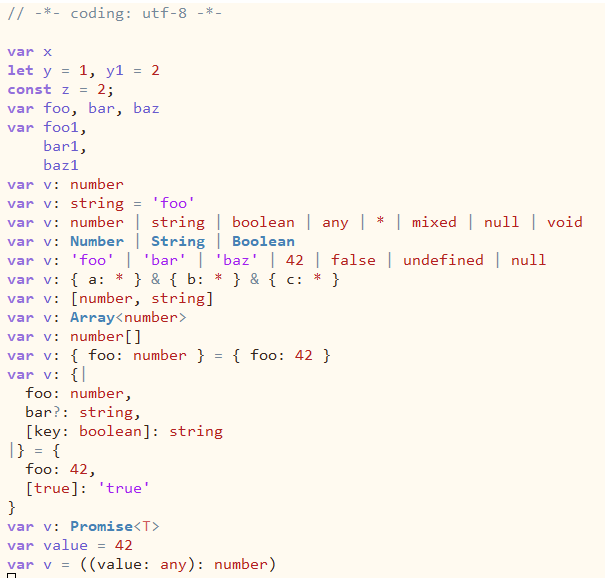 // -*- coding: utf-8 -*-
var x
let y = 1, y1 = 2
const z = 2;
var foo, bar, baz
var foo1,
    bar1,
    baz1
var v: number
var v: string = 'foo'
var v: number | string | boolean | any | * | mixed | null | void
var v: Number | String | Boolean
var v: 'foo' | 'bar' | 'baz' | 42 | false | undefined | null
var v: { a: * } & { b: * } & { c: * }
var v: [number, string]
var v: Array<number>
var v: number[]
var v: { foo: number } = { foo: 42 }
var v: {|
  foo: number,
  bar?: string,
  [key: boolean]: string
|} = {
  foo: 42,
  [true]: 'true'
}
var v: Promise<T>
var value = 42
var v = ((value: any): number)